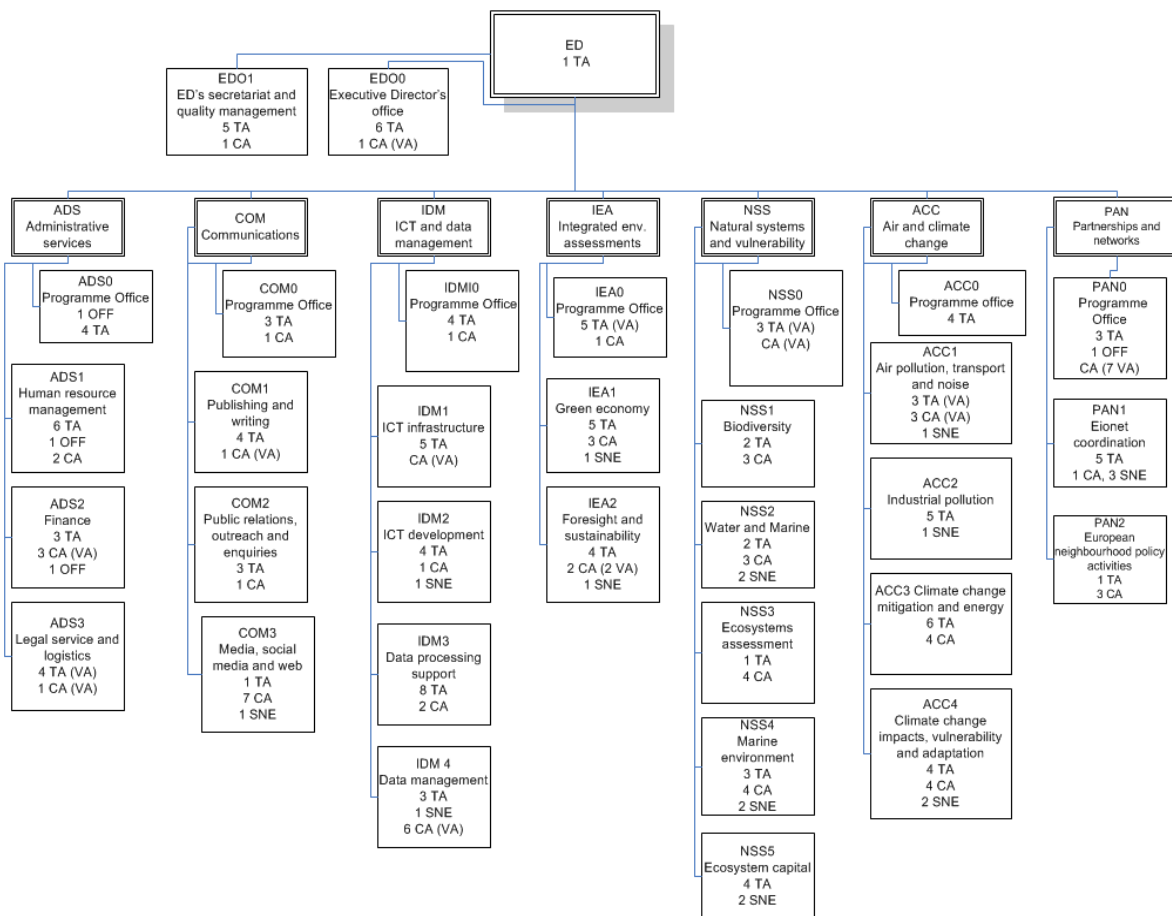 ED
1 TA
EDO1
ED's secretariat and
quality management
5 TA
1 CA
EDO0
Executive Director's
office
6 TA
1 CA (VA)
ADS
Administrative
services
COM
Communications
IDM
ICT and data
management
IEA
Integrated env.
assessments
NSS
Natural systems
and vulnerability
ACC
Air and climate
change
PAN
Partnerships and
networks
ADS0
Programme Office
1 OFF
4 TA
ADS1
Human resource
management
6 TA
1 OFF
2 CA
ADS2
Finance
3 TA
3 CA (VA)
1 OFF
ADS3
Legal service and
logistics
4 TA (VA)
1 CA (VA)
COM0
Programme Office
3 TA
1 CA
COM1
Publishing and
writing
4 TA
1 CA (VA)
COM2
Public relations,
outreach and
enquiries
3 TA
1 CA
COM3
Media, social
media and web
1 TA
7 CA
1 SNE
IDMI0
Programme Office
4 TA
1 CA
IDM1
ICT infrastructure
5 TA
CA (VA)
IDM2
ICT development
4 TA
1 CA
1 SNE
IDM3
Data processing
support
8 TA
2 CA
IDM 4
Data management
3 TA
1 SNE
6 CA (VA)
IEA0
Programme Office
5 TA (VA)
1 CA
IEA1
Green economy
5 TA
3 CA
1 SNE
IEA2
Foresight and
sustainability
4 TA
2 CA (2 VA)
1 SNE
NSS0
Programme Office
3 TA (VA)
CA (VA)
NSS1
Biodiversity
2 TA
3 CA
NSS2
Water and Marine
2 TA
3 CA
2 SNE
NSS3
Ecosystems
assessment
1 TA
4 CA
NSS4
Marine
environment
3 TA
4 CA
2 SNE
NSS5
Ecosystem capital
4 TA
2 SNE
ACC0
Programme office
4 TA
ACC1
Air pollution, transport
and noise
3 TA (VA)
3 CA (VA)
1 SNE
ACC2
Industrial pollution
5 TA
1 SNE
ACC3 Climate change
mitigation and energy
6 TA
4 CA
ACC4
Climate change
impacts, vulnerability
and adaptation
4 TA
4 CA
2 SNE
PAN0
Programme
Office
3 TA
1 OFF
CA (7 VA)
PAN1
Eionet
coordination
5 TA
1 CA, 3 SNE
PAN2
European
neighbourhood policy
activities
1 TA
3 CA